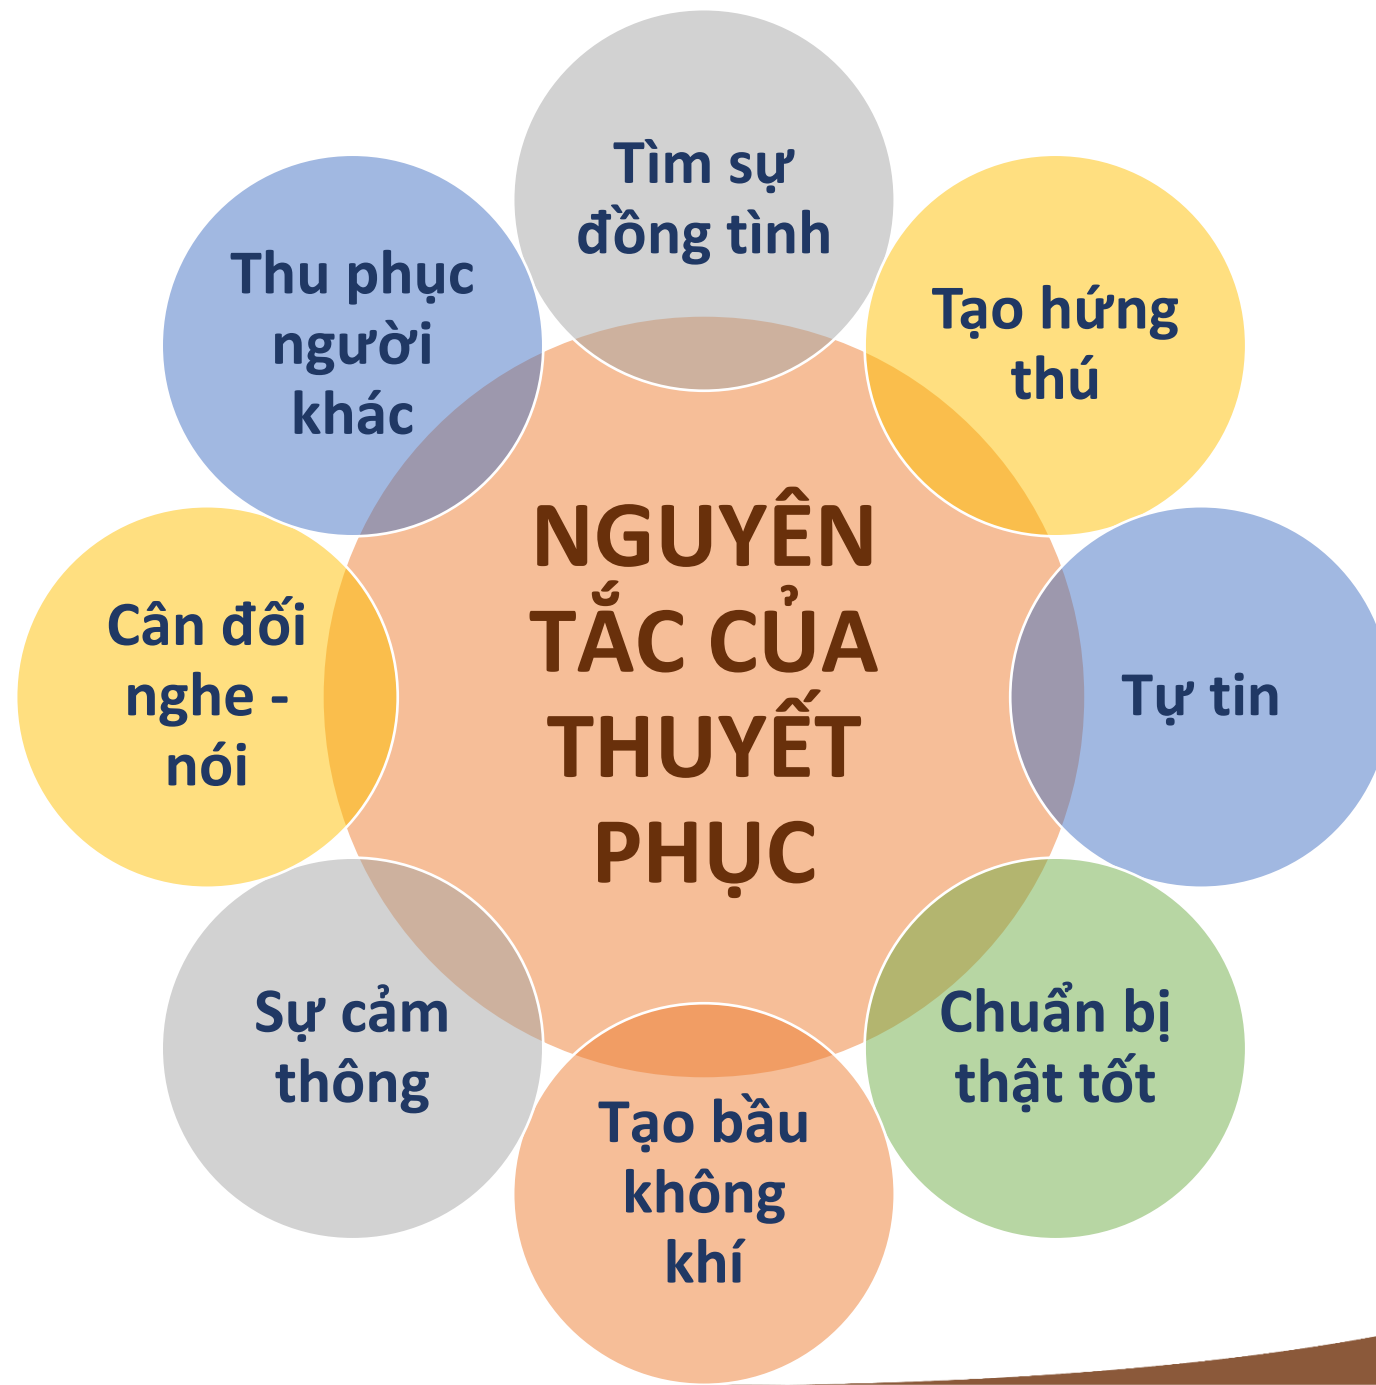 Tìm sự
đồng tình
Tạo hứng
thú
Tự tin
Chuẩn bị
thật tốt
Tạo bầu
không
khí
Sự cảm
thông
Cân đối
nghe -
nói
Thu phục
người
khác
NGUYÊN
TẮC CỦA
THUYẾT
PHỤC